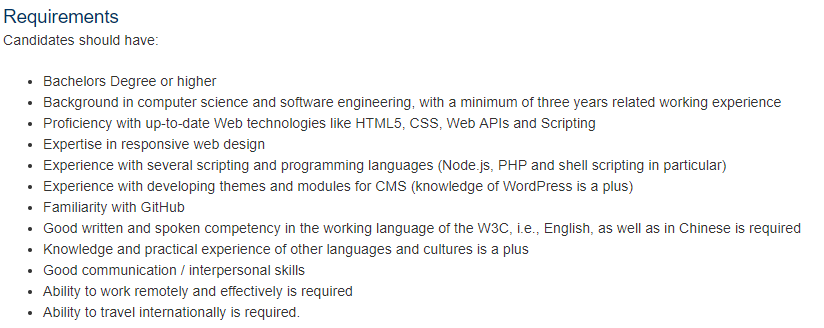 Requirements
Candidates should have:
• Bachelors Degree or higher
• Background in computer science and software engineering, with a minimum of three years related working experience
• Proficiency with up-to-date Web technologies like HTML5, CSS, Web APIs and Scripting
• Expertise in responsive web design
• Experience with several scripting and programming languages (Node.js, PHP and shell scripting in particular)
• Experience with developing themes and modules for CMS (knowledge of WordPress is a plus)
• Familiarity with GitHub
• Good written and spoken competency in the working language of the W3C, i.e., English, as well as in Chinese is required
• Knowledge and practical experience of other languages and cultures is a plus
• Good communication / interpersonal skills
• Ability to work remotely and effectively is required
• Ability to travel internationally is required.